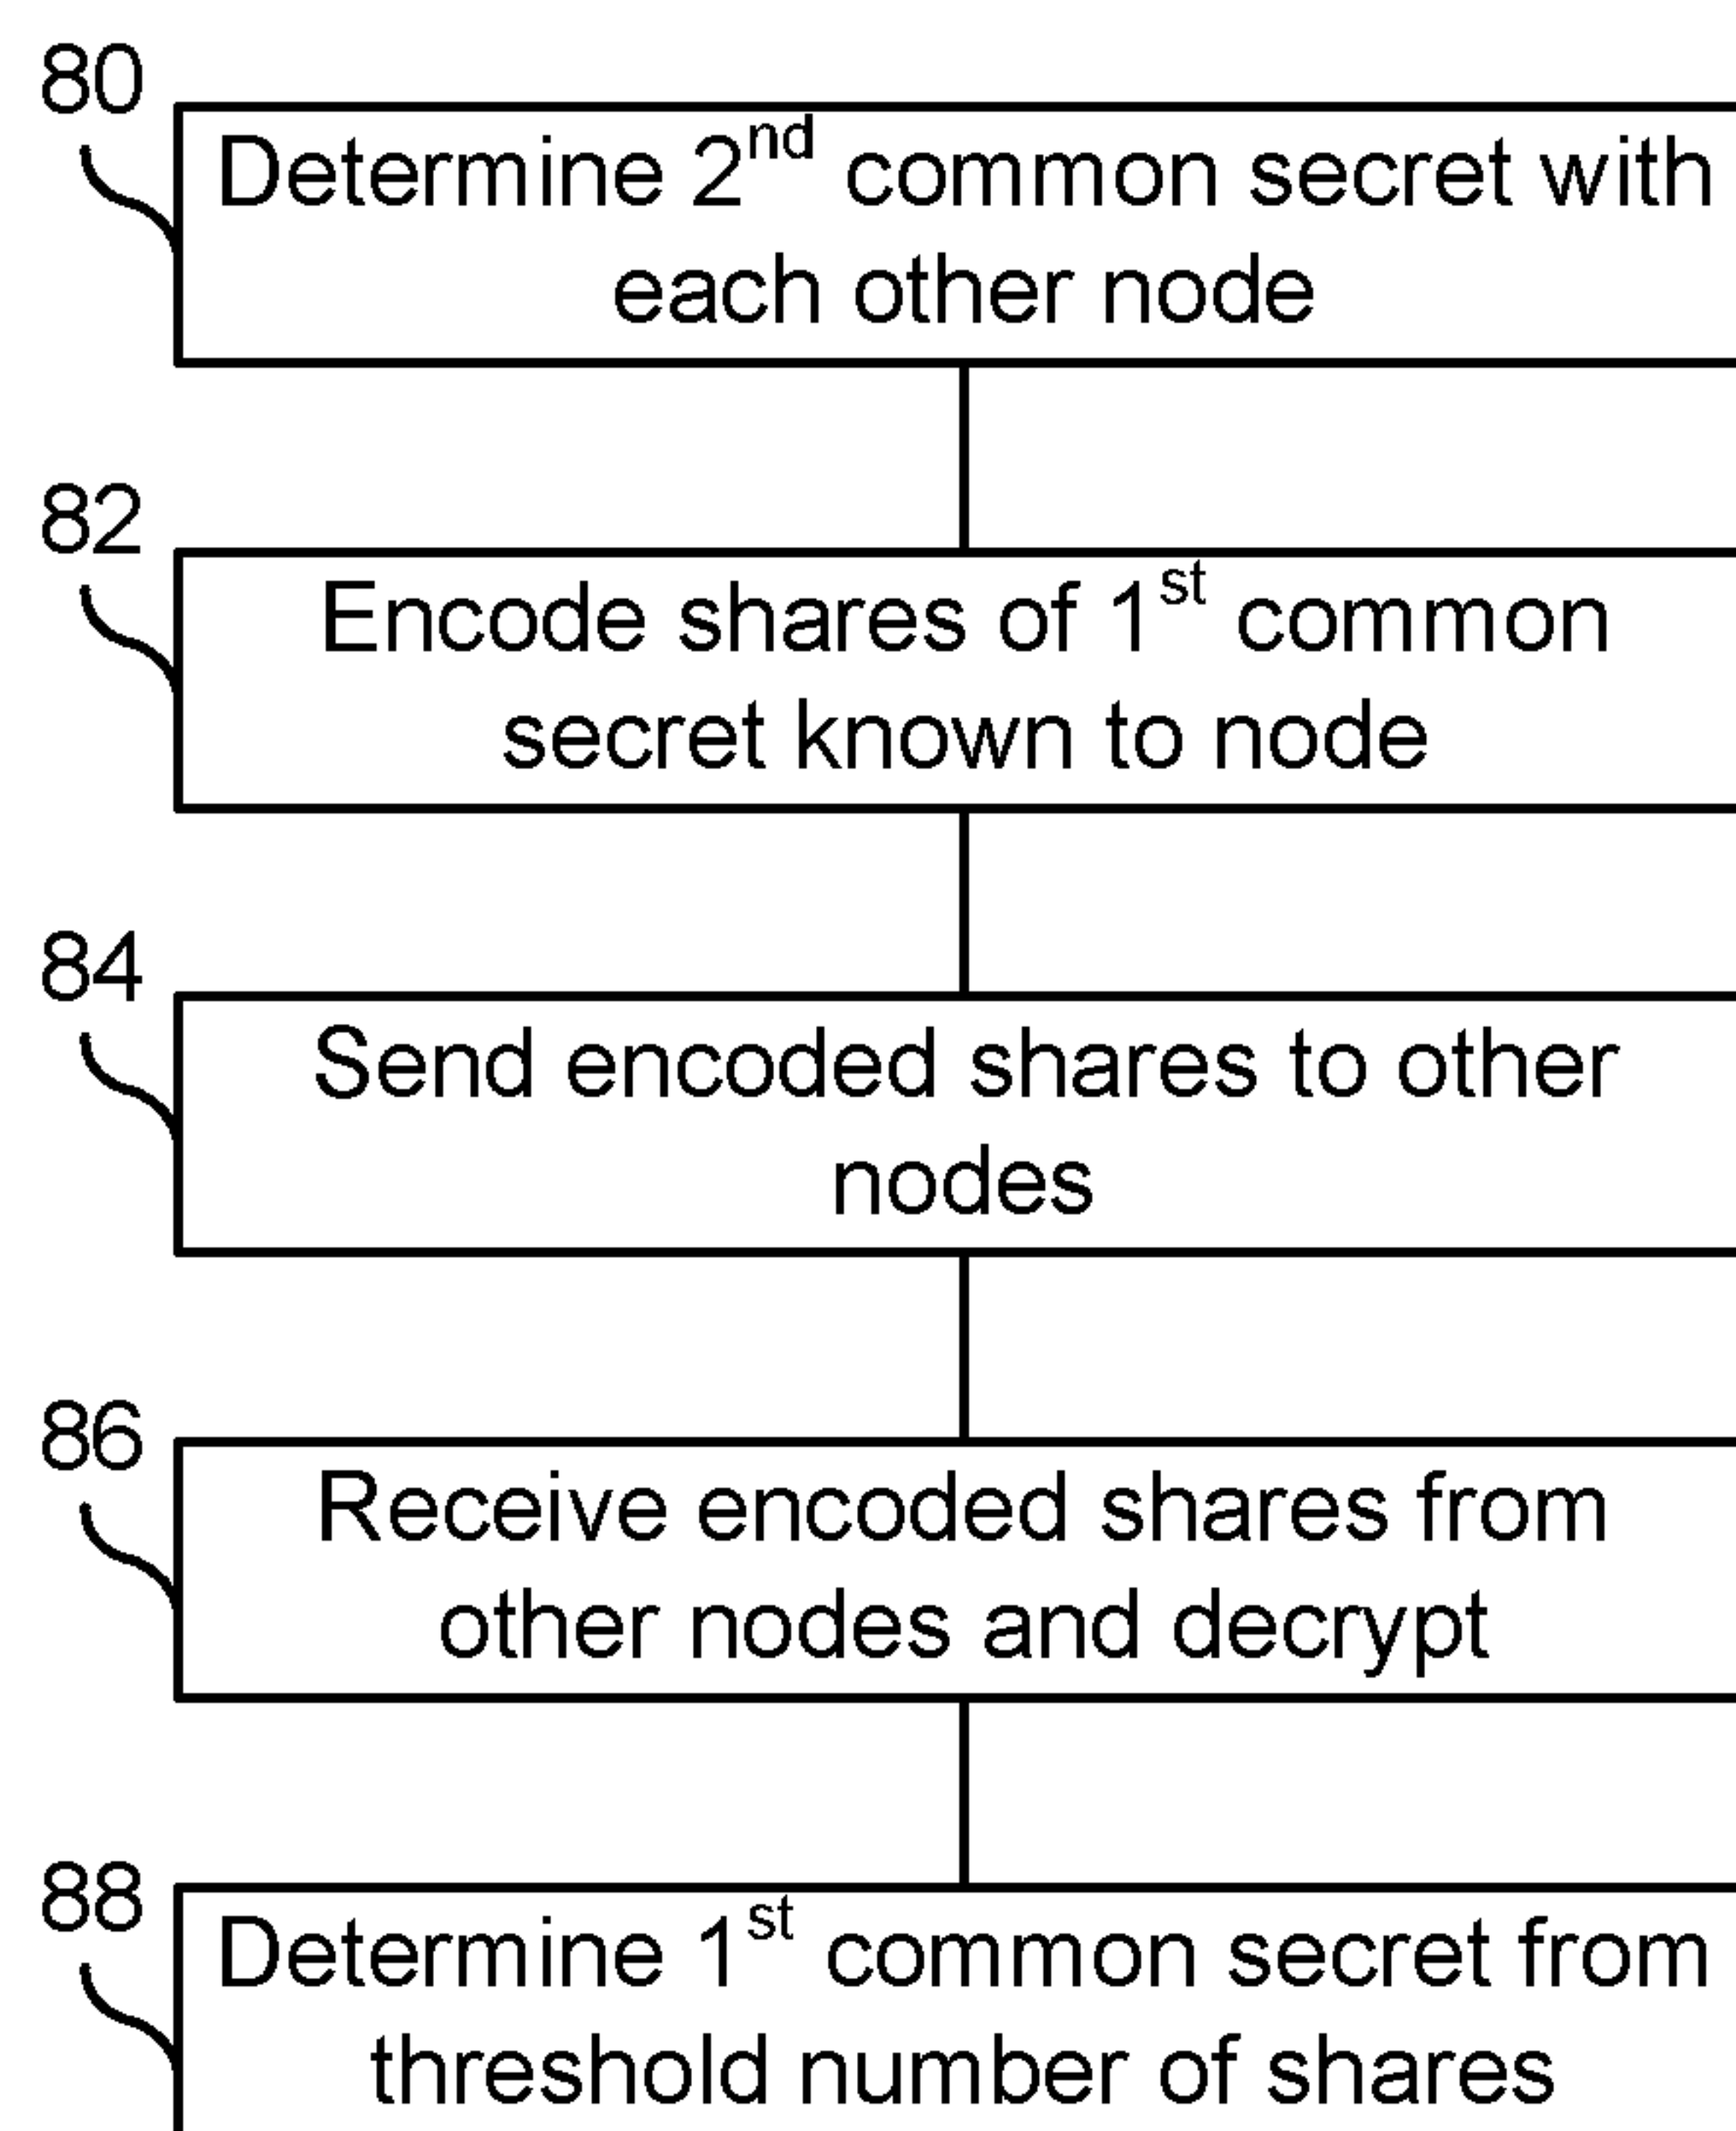 80
Determine 2nd common secret with
each other node
82
Encode shares of 1st common
secret known to node
84
Send encoded shares to other
nodes
86
Receive encoded shares from
other nodes and decrypt
88
Determine 1st common secret from
threshold number of shares